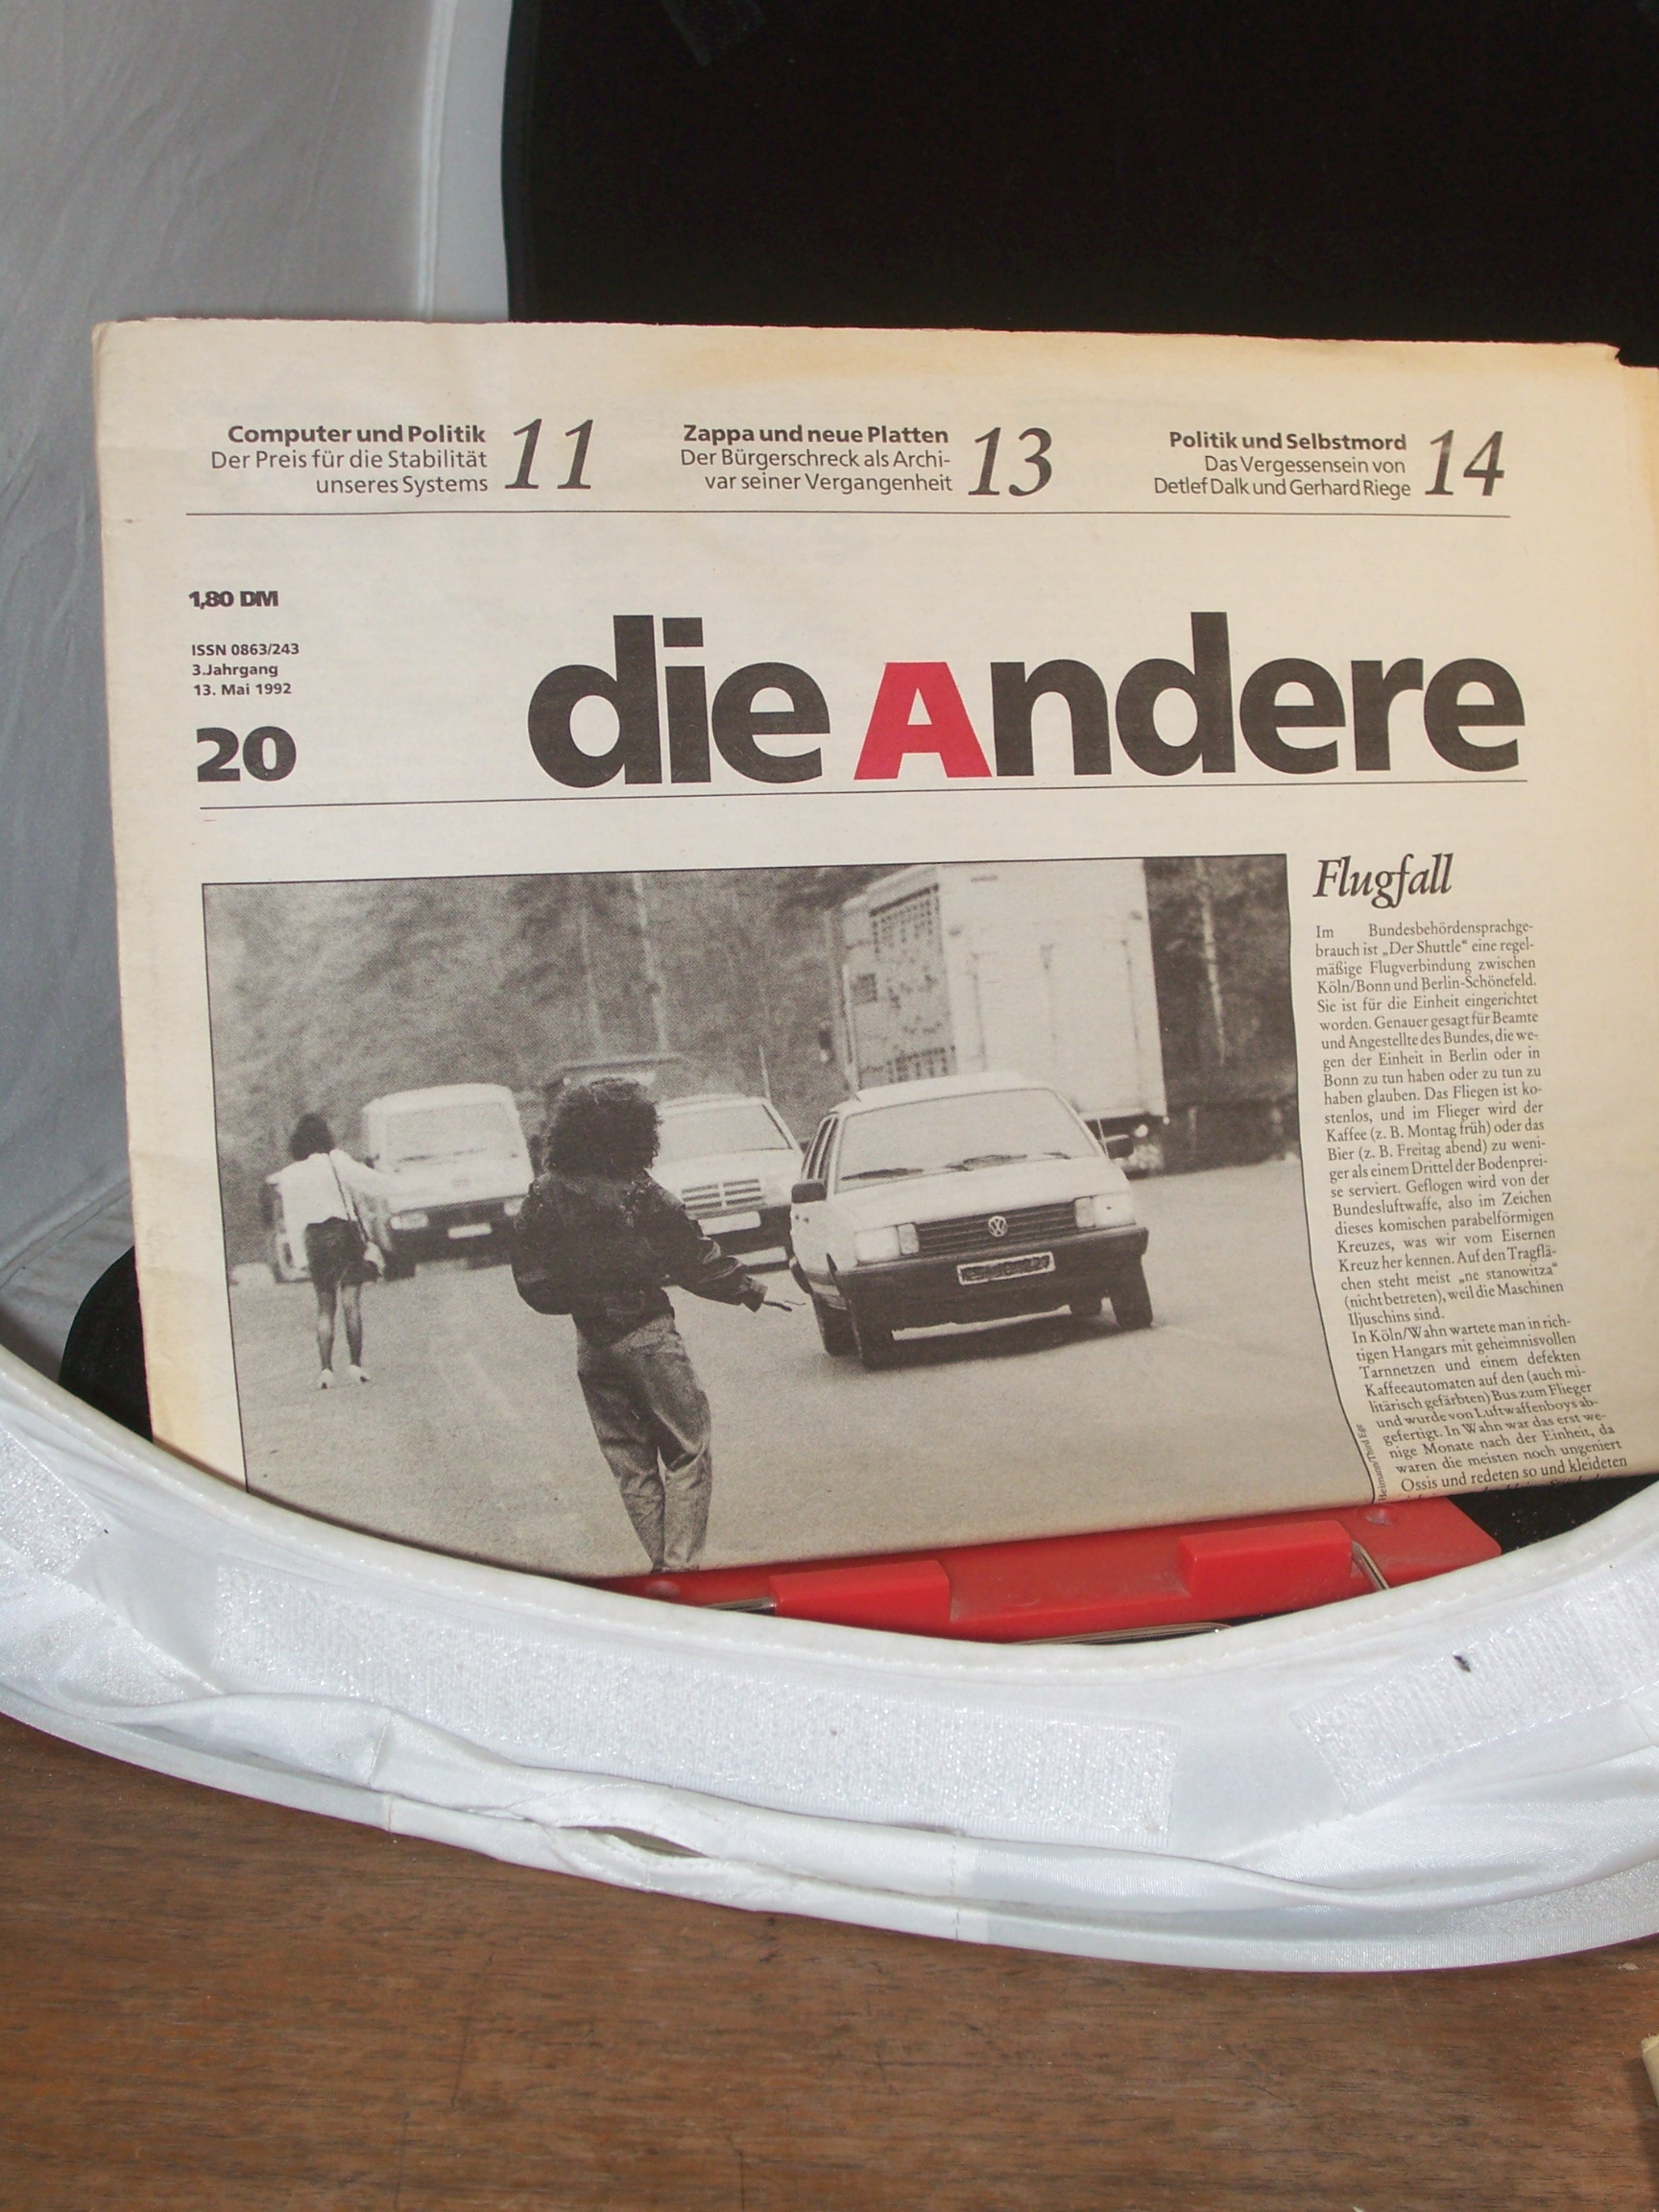 Computer und Politik
Der Preis für die Stabilität
unseres Systems
11
Zappa und neue Platten
Der Bürgerschreck als Archi-
var seiner Vergangenheit
13
Politik und Selbstmord
Das Vergessensein von
Detlef Dalk und Gerhard Riege
14
1,80 DM
ISSN 0863/243
3.Jahrgang
13. Mai 1992
20
die Andere
Flugfall
Im Bundesbehördensprachge-
brauch ist „Der Shuttle“ eine regel-
mäßige Flugverbindung zwischen
Köln/Bonn und Berlin-Schönefeld.
Sie ist für die Einheit eingerichtet
worden. Genauer gesagt für Beamte
und Angestellte des Bundes, die we-
gen der Einheit in Berlin oder in
Bonn zu tun haben oder zu tun zu
haben glauben. Das Fliegen ist ko-
stenlos, und im Flieger wird der
Kaffee (z. B. Montag früh) oder das
Bier (z. B. Freitag abend) zu weni-
ger als einem Drittel der Bodenprei-
se serviert. Geflogen wird von der
Bundesluftwaffe, also im Zeichen
dieses komischen parabelförmigen
Kreuzes, was wir vom Eisernen
Kreuz her kennen. Auf den Tragflä-
chen steht meist „ne stanowitza“
(nicht betreten), weil die Maschinen
Iljuschins sind.
In Köln/Wahn wartete man in rich-
tigen Hangars mit geheimnisvollen
Tarnnetzen und einem defekten
Kaffeeautomaten auf den (auch mi-
litärisch gefärbten) Bus zum Flieger
und wurde von Luftwaffenboys ab-
gefertigt. In Wahn war das erst we-
nige Monate nach der Einheit, da
waren die meisten noch ungeniert
Ossis und redeten so und kleideten
Heimann/Third Eye